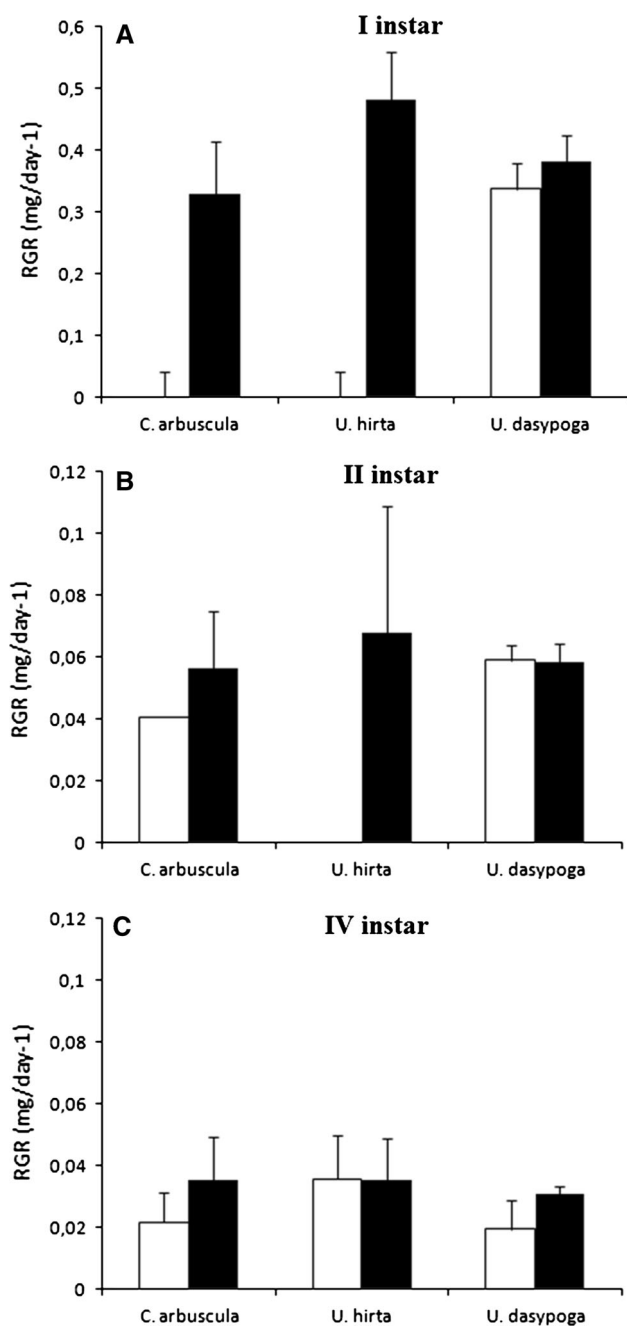 A
I instar
RGR (mg/day-1)
0,6
0,5
0,4
0,3
0,2
0,1
0
C. arbuscula U. hirta U. dasypoga
B
II instar
RGR (mg/day-1)
0,12
0,1
0,08
0,06
0,04
0,02
0
C. arbuscula U. hirta U. dasypoga
C
IV instar
RGR (mg/day-1)
0,12
0,1
0,08
0,06
0,04
0,02
0
C. arbuscula U. hirta U. dasypoga